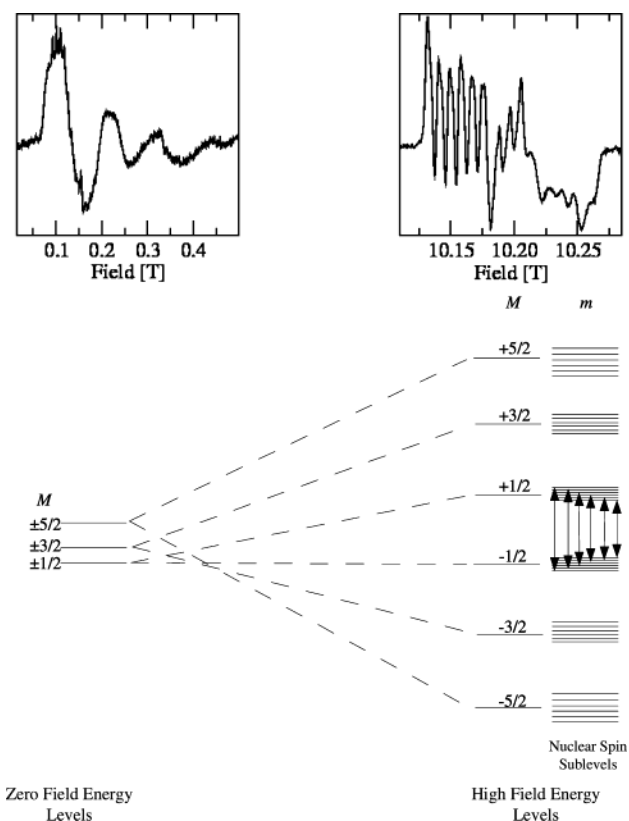 0.1 0.2 0.3 0.4
Field [T]
10.15 10.20 10.25
Field [T]
M m
+5/2
+3/2
+1/2
-1/2
-3/2
-5/2
M
±5/2
±3/2
±1/2
Nuclear Spin
Sublevels
Zero Field Energy
Levels
High Field Energy
Levels